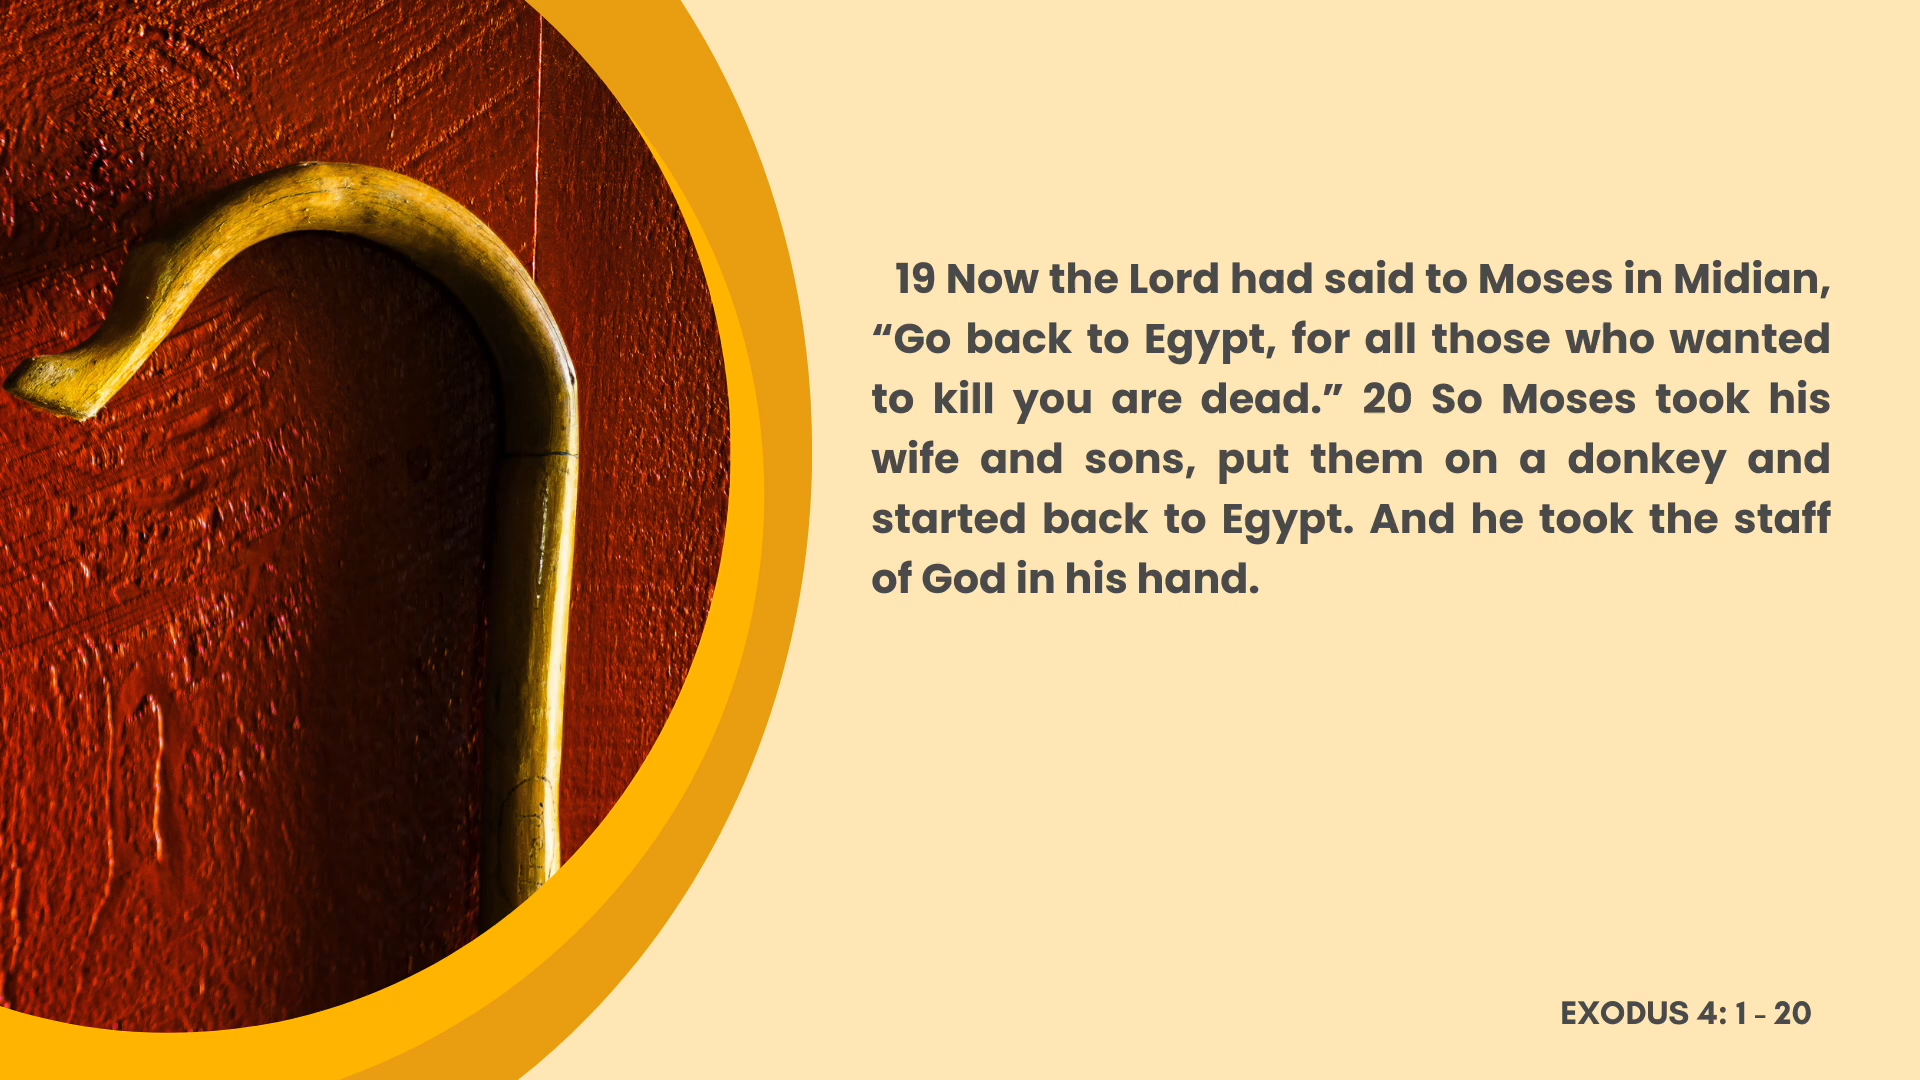 19 Now the Lord had said to Moses in Midian,
“Go back to Egypt, for all those who wanted
to kill you are dead.” 20 So Moses took his
wife and sons, put them on a donkey and
started back to Egypt. And he took the staff
of God in his hand.
EXODUS 4: 1 - 20